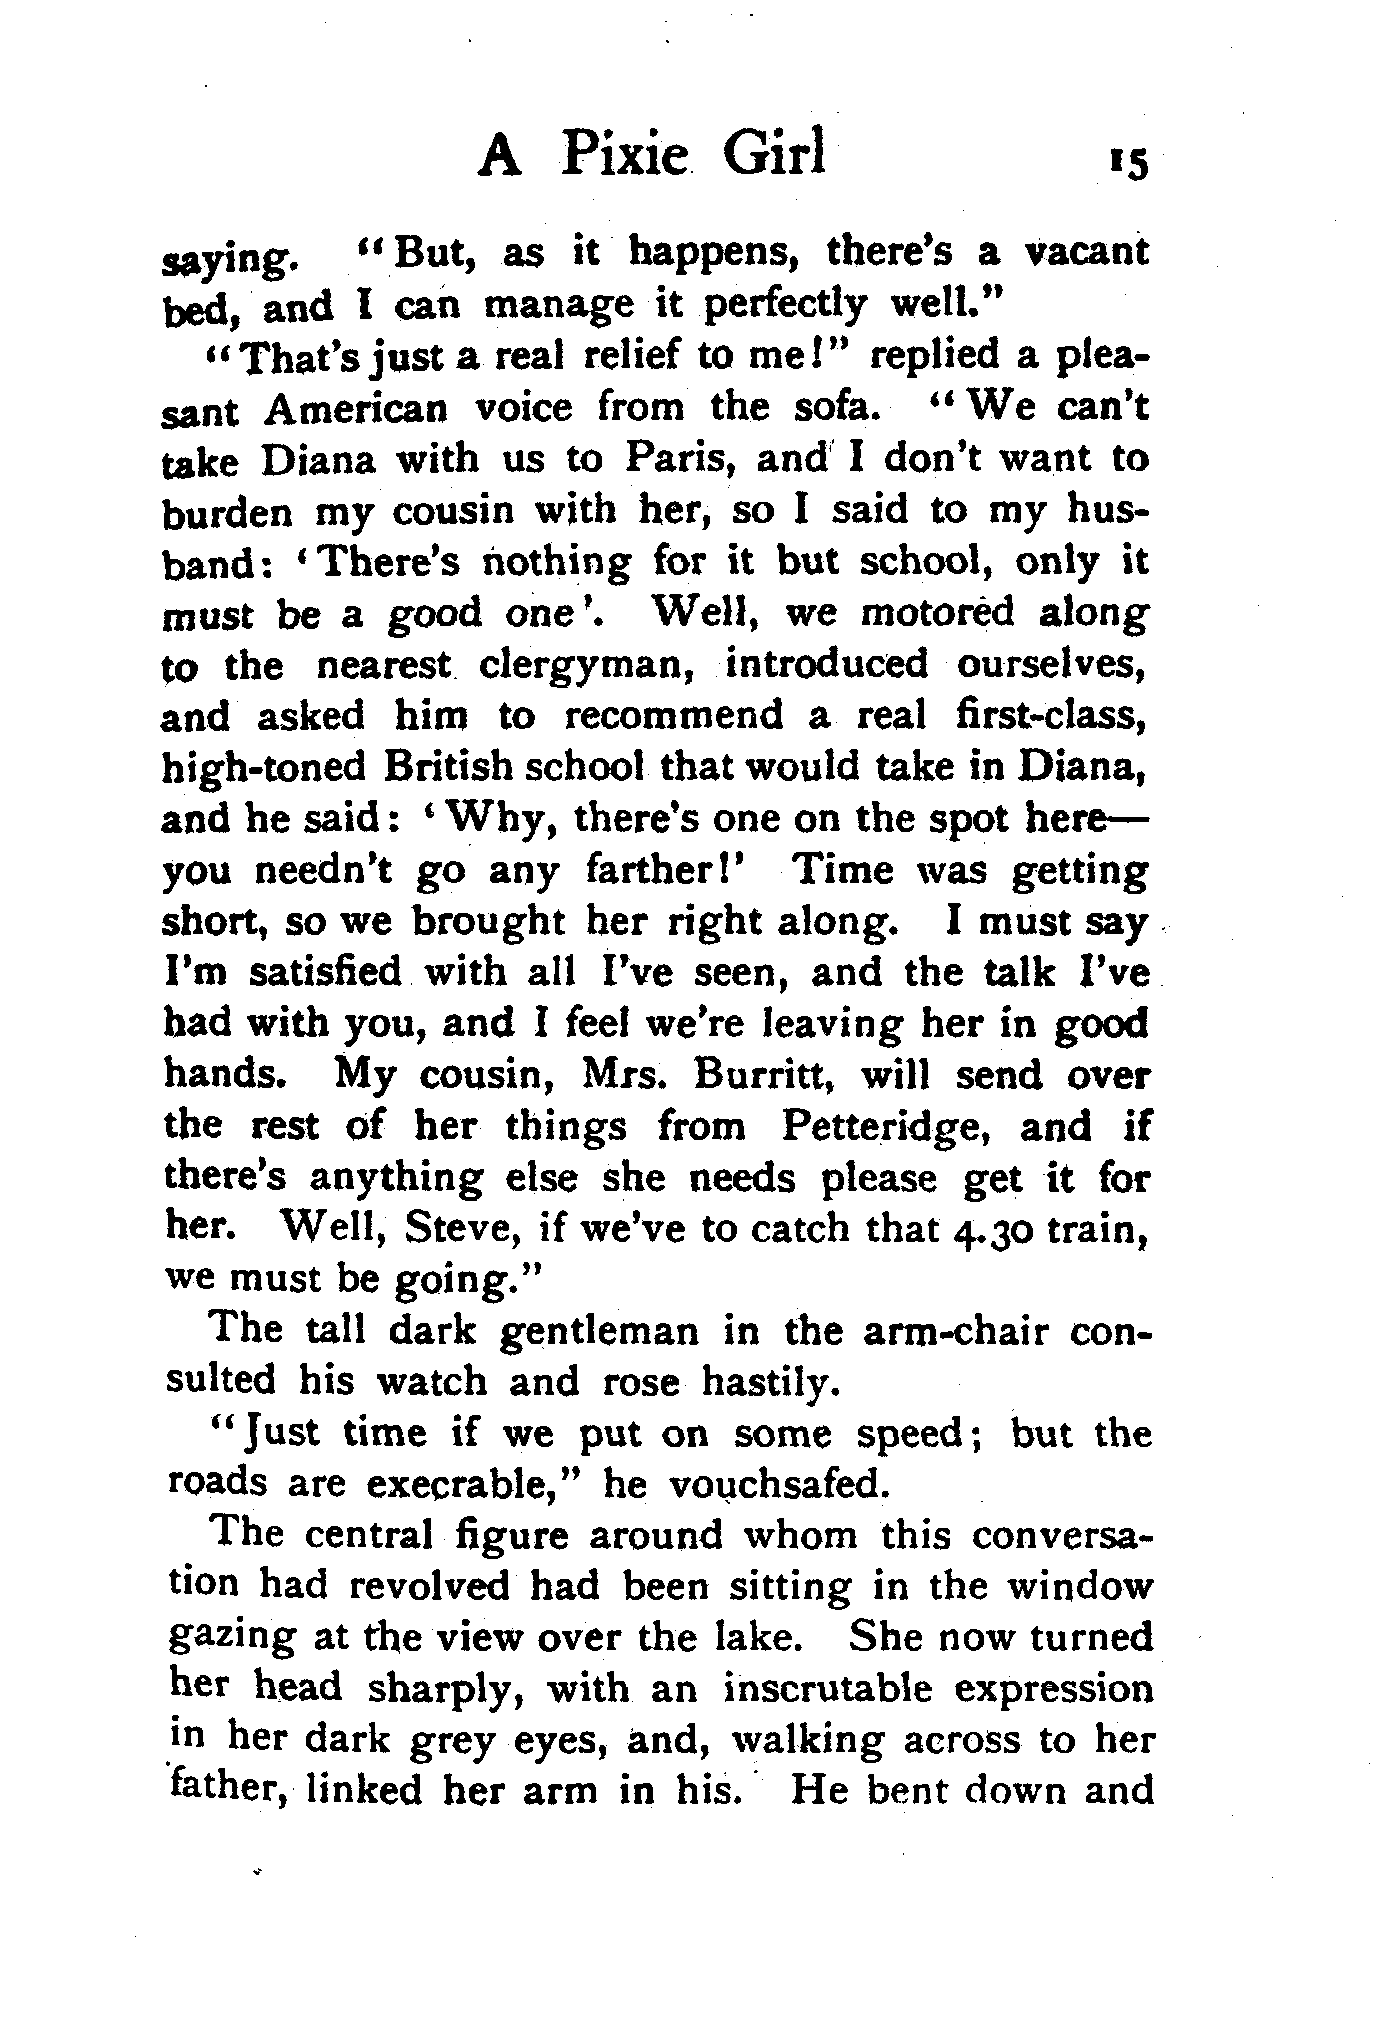 A Pixie Girl 15
saying. "But, as it happens, there's a vacant
bed, and I can manage it perfectly well."
"That's just a real relief to me!" replied a plea-
sant American voice from the sofa. "We can't
take Diana with us to Paris, and I don't want to
burden my cousin with her, so I said to my hus-
band: 'There's nothing for it but school, only it
must be a good one'. Well, we motored along
to the nearest clergyman, introduced ourselves,
and asked him to recommend a real first-class,
high-toned British school that would take in Diana,
and he said: 'Why, there's one on the spot here—
you needn't go any farther!' Time was getting
short, so we brought her right along. I must say
I'm satisfied with all I've seen, and the talk I've
had with you, and I feel we're leaving her in good
hands. My cousin, Mrs. Burritt, will send over
the rest of her things from Petteridge, and if
there's anything else she needs please get it for
her. Well, Steve, if we've to catch that 4.30 train,
we must be going."
The tall dark gentleman in the arm-chair con-
sulted his watch and rose hastily.
"Just time if we put on some speed; but the
roads are execrable," he vouchsafed.
The central figure around whom this conversa-
tion had revolved had been sitting in the window
gazing at the view over the lake. She now turned
her head sharply, with an inscrutable expression
in her dark grey eyes, and, walking across to her
father, linked her arm in his. He bent down and